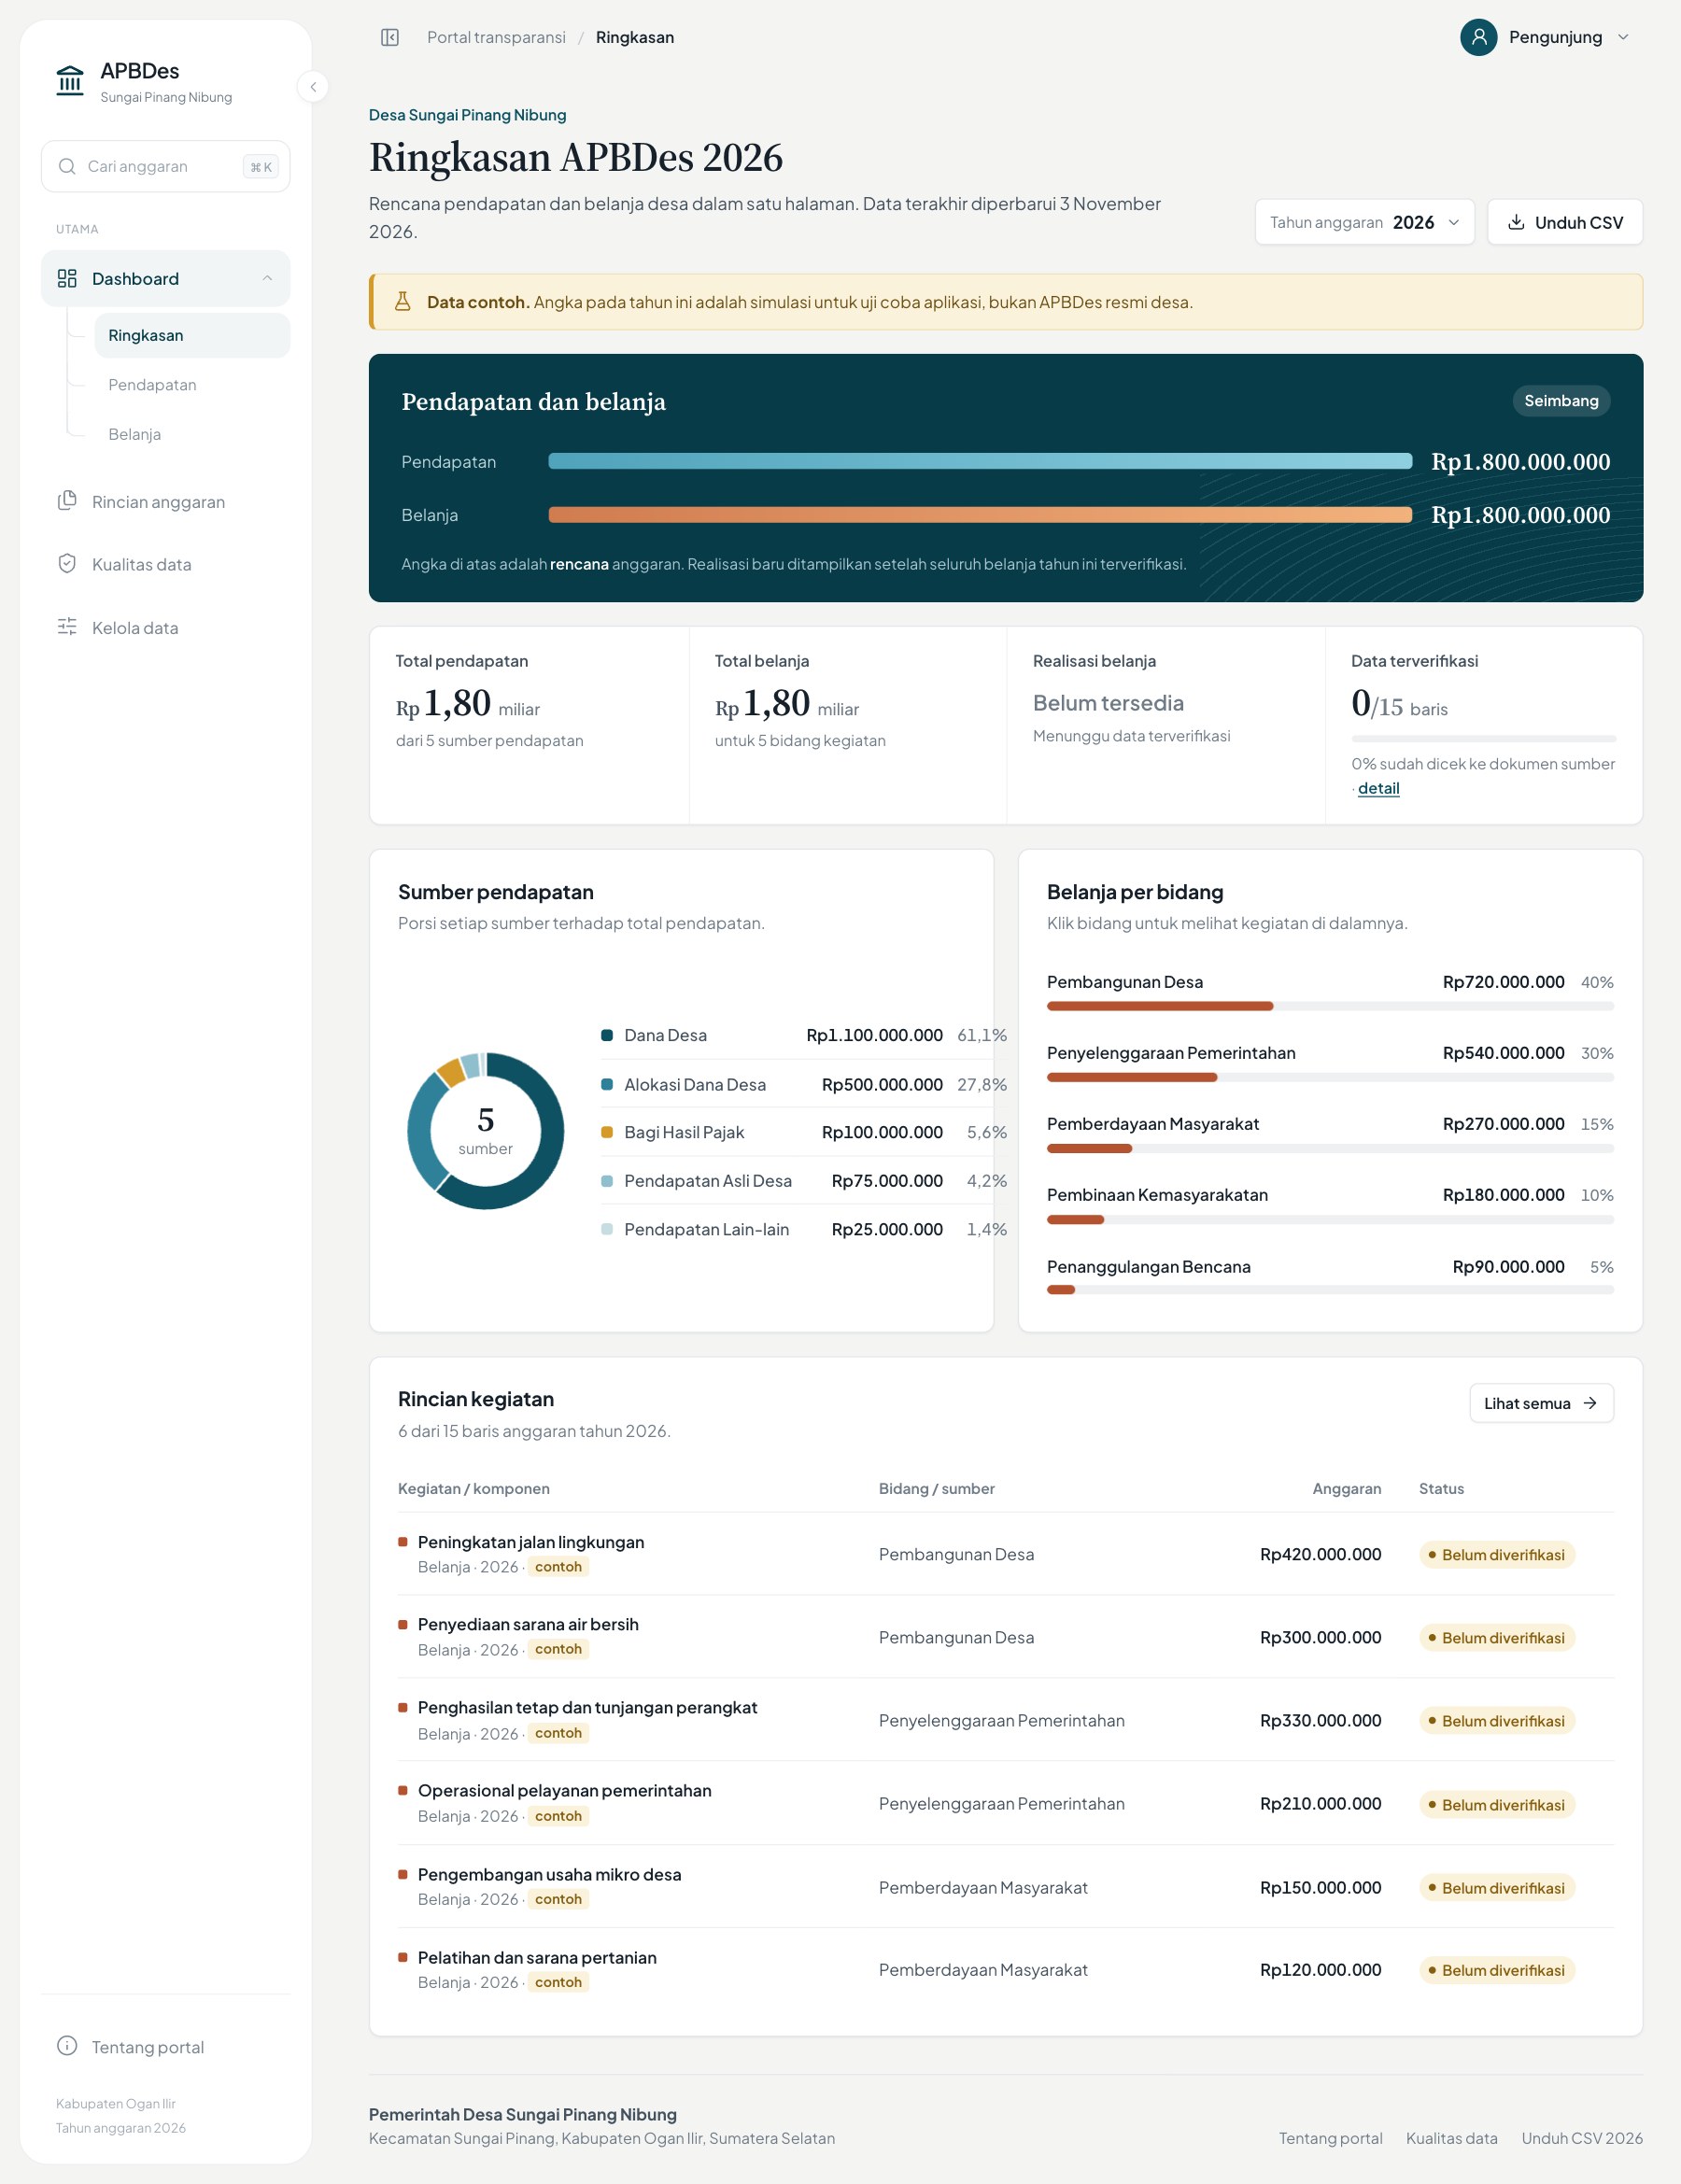 APBDes
Sungai Pinang Nibung
Cari anggaran
⌘ K
UTAMA
Dashboard
Ringkasan
Pendapatan
Belanja
Rincian anggaran
Kualitas data
Kelola data
Tentang portal
Kabupaten Ogan Ilir
Tahun anggaran 2026
Portal transparansi / Ringkasan
Pengunjung
Desa Sungai Pinang Nibung
Ringkasan APBDes 2026
Rencana pendapatan dan belanja desa dalam satu halaman. Data terakhir diperbarui 3 November
2026.
Tahun anggaran 2026
Unduh CSV
Data contoh. Angka pada tahun ini adalah simulasi untuk uji coba aplikasi, bukan APBDes resmi desa.
Pendapatan dan belanja
Seimbang
Pendapatan Rp1.800.000.000
Belanja Rp1.800.000.000
Angka di atas adalah rencana anggaran. Realisasi baru ditampilkan setelah seluruh belanja tahun ini terverifikasi.
Total pendapatan
Rp 1,80 miliar
dari 5 sumber pendapatan
Total belanja
Rp 1,80 miliar
untuk 5 bidang kegiatan
Realisasi belanja
Belum tersedia
Menunggu data terverifikasi
Data terverifikasi
0/15 baris
0% sudah dicek ke dokumen sumber
· detail
Sumber pendapatan
Porsi setiap sumber terhadap total pendapatan.
5
sumber
Dana Desa Rp1.100.000.000 61,1%
Alokasi Dana Desa Rp500.000.000 27,8%
Bagi Hasil Pajak Rp100.000.000 5,6%
Pendapatan Asli Desa Rp75.000.000 4,2%
Pendapatan Lain-lain Rp25.000.000 1,4%
Belanja per bidang
Klik bidang untuk melihat kegiatan di dalamnya.
Pembangunan Desa Rp720.000.000 40%
Penyelenggaraan Pemerintahan Rp540.000.000 30%
Pemberdayaan Masyarakat Rp270.000.000 15%
Pembinaan Kemasyarakatan Rp180.000.000 10%
Penanggulangan Bencana Rp90.000.000 5%
Rincian kegiatan
6 dari 15 baris anggaran tahun 2026.
Lihat semua
Kegiatan / komponen Bidang / sumber Anggaran Status
Peningkatan jalan lingkungan
Belanja · 2026 · contoh
Pembangunan Desa Rp420.000.000 Belum diverifikasi
Penyediaan sarana air bersih
Belanja · 2026 · contoh
Pembangunan Desa Rp300.000.000 Belum diverifikasi
Penghasilan tetap dan tunjangan perangkat
Belanja · 2026 · contoh
Penyelenggaraan Pemerintahan Rp330.000.000 Belum diverifikasi
Operasional pelayanan pemerintahan
Belanja · 2026 · contoh
Penyelenggaraan Pemerintahan Rp210.000.000 Belum diverifikasi
Pengembangan usaha mikro desa
Belanja · 2026 · contoh
Pemberdayaan Masyarakat Rp150.000.000 Belum diverifikasi
Pelatihan dan sarana pertanian
Belanja · 2026 · contoh
Pemberdayaan Masyarakat Rp120.000.000 Belum diverifikasi
Pemerintah Desa Sungai Pinang Nibung
Kecamatan Sungai Pinang, Kabupaten Ogan Ilir, Sumatera Selatan
Tentang portal Kualitas data Unduh CSV 2026